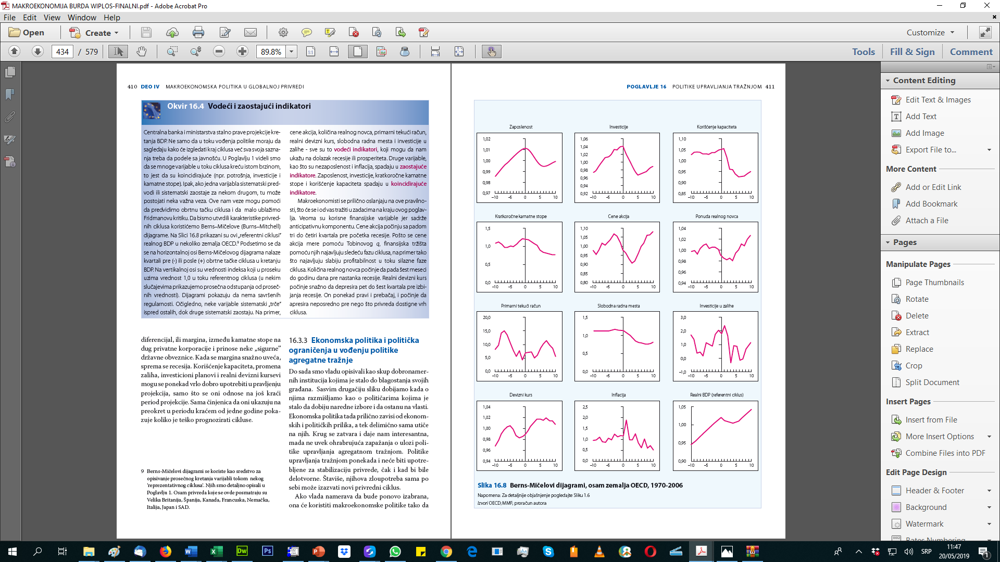 MAKROEKONOMIJA BURDA WIPLOS-FINALNI.pdf - Adobe Acrobat Pro
File Edit View Window Help
Open Create Customize
434 / 579 89.8% Tools Fill & Sign Comment
410 DEO IV MAKROEKONOMSKA POLITIKA U GLOBALNOJ PRIVREDI
Okvir 16.4 Vodeći i zaostajući indikatori
Centralna banka i ministarstva stalno prave projekcije kre-
tanja BDP. Ne samo da u toku vođenja politike moraju da
sagledaju kako će izgledati kraj ciklusa već sva svoja sazna-
nja treba da podele sa javnošću. U Poglavlju 1 videli smo
da se mnoge varijable u toku ciklusa kreću istom brzinom,
to jest da su koincidirajuće (npr. potrošnja, investicije i
kamatne stope). Ipak, ako jedna varijabla sistematski pred-
vodi ili sistematski zaostaje za nekom drugom, tu može
postojati neka važna veza. Ove nam veze mogu pomoći
da predvidimo obrtnu tačku ciklusa i da malo ublažimo
Fridmanovu kritiku. Da bismo utvrdili karakteristike privred-
nih ciklusa koristićemo Berns–Mičelove (Burns–Mitchell)
dijagrame. Na Slici 16.8 prikazani su ovi „referentni ciklusi”
realnog BDP u nekoliko zemalja OECD.9 Podsetimo se da
se na horizontalnoj osi Berns-Mičelovog dijagrama nalaze
kvartali pre (-) ili posle (+) obrtne tačke ciklusa u kretanju
BDP. Na vertikalnoj osi su vrednosti indeksa koji u proseku
uzima vrednost 1,0 u toku referentnog ciklusa (u nekim
slučajevima prikazujemo prosečna odstupanja od proseč-
nih vrednosti). Dijagrami pokazuju da nema savršenih
regularnosti. Očigledno, neke varijable sistematski „trče”
ispred ostalih, dok druge sistematski zaostaju. Na primer,
cene akcija, količina realnog novca, primarni tekući račun,
realni devizni kurs, slobodna radna mesta i investicije u
zalihe - sve su to vodeći indikatori, koji mogu da nam
ukažu na dolazak recesije ili prosperiteta. Druge varijable,
kao što su nezaposlenost i inflacija, spadaju u zaostajuće
indikatore. Zaposlenost, investicije, kratkoročne kamatne
stope i korišćenje kapaciteta spadaju u koincidirajuće
indikatore.
Makroekonomisti se prilično oslanjaju na ove pravilno-
sti, što će se i od vas tražiti u zadacima na kraju ovog poglav-
lja. Veoma su korisne finansijske varijable jer sadrže
anticipativnu komponentu. Cene akcija počinju sa padom
tri do četiri kvartala pre početka recesije. Pošto se cene
akcija mere pomoću Tobinovog q, finansijska tržišta
pomoću njih najavljuju sledeću fazu ciklusa, na primer tako
što najavljuju slabiju profitabilnost u toku silazne faze
ciklusa. Količina realnog novca počinje da pada šest meseci
do godinu dana pre nastanka recesije. Realni devizni kurs
počinje snažno da depresira pet do šest kvartala pre izbi-
janja recesije. On ponekad pravi i prebačaj, i počinje da
apresira neposredno pre nego što privreda dostigne vrh
ciklusa.
diferencijal, ili margina, između kamatne stope na
dug privatne korporacije i prinose neke „sigurne”
državne obveznice. Kada se margina snažno uveća,
sprema se recesija. Korišćenje kapaciteta, promena
zaliha, investicioni planovi i realni devizni kursevi
mogu se ponekad vrlo dobro upotrebiti u pravljenju
projekcija, samo što se oni odnose na još kraći
period projekcije. Sama činjenica da oni ukazuju na
preokret u periodu kraćem od jedne godine poka-
zuje koliko je teško prognozirati cikluse.
9 Berns-Mičelovi dijagrami se koriste kao sredstvo za
opisivanje prosečnog kretanja varijabli tokom nekog
'reprezentativnog ciklusa'. Njih smo detaljno opisali u
Poglavlju 1. Osam privreda koje se ovde posmatraju su
Velika Britanija, Španija, Kanada, Francuska, Nemačka,
Italija, Japan i SAD.
16.3.3 Ekonomska politika i politička
ograničenja u vođenju politike
agregatne tražnje
Do sada smo vladu opisivali kao skup dobronamer-
nih institucija kojima je stalo do blagostanja svojih
građana. Sasvim drugačiju sliku dobijamo kada o
njima razmišljamo kao o političarima kojima je
stalo da dobiju naredne izbore i da ostanu na vlasti.
Ekonomska politika tada prilično zavisi od ekonom-
skih i političkih prilika, a tek delimično sama utiče
na njih. Krug se zatvara i daje nam interesantna,
mada ne uvek ohrabrujuća zapažanja o ulozi poli-
tike upravljanja agregatnom tražnjom. Politike
upravljanja tražnjom ponekada i neće biti upotre-
bljene za stabilizaciju privrede, čak i kad bi bile
delotvorne. Štaviše, njihova zloupotreba sama po
sebi može izazvati novi privredni ciklus.
Ako vlada namerava da bude ponovo izabrana,
ona će koristiti makroekonomske politike tako da
POGLAVLJE 16 POLITIKE UPRAVLJANJA TRAŽNJOM 411
Zaposlenost
1,02
1,01
1,00
0,99
0,98
0,97
–10 –5 0 5 10
Investicije
1,06
1,04
1,02
1,00
0,98
0,96
0,94
0,92
–10 –5 0 5 10
Korišćenje kapaciteta
1,10
1,05
1,00
0,95
0,90
0,85
–10 –5 0 5 10
Kratkoročne kamatne stope
1,5
1,0
0,5
0,0
–10 –5 0 5 10
Cene akcija
1,10
1,05
1,00
0,95
0,90
0,85
0,80
–10 –5 0 5 10
Ponuda realnog novca
1,04
1,02
1,00
0,98
0,96
0,94
–10 –5 0 5 10
Primarni tekući račun
20,0
15,0
10,0
5,0
0,0
–10 –5 0 5 10
Slobodna radna mesta
1,5
1,0
0,5
0,0
–10 –5 0 5 10
Investicije u zalihe
3,0
2,0
1,0
0,0
–1,0
–10 –5 0 5 10
Devizni kurs
1,04
1,02
1,00
0,98
0,96
0,94
–10 –5 0 5 10
Inflacija
2,5
2,0
1,5
1,0
0,5
0,0
–10 –5 0 5 10
Realni BDP (referentni ciklus)
1,05
1,00
0,95
0,90
–10 –5 0 5 10
Slika 16.8 Berns-Mičelovi dijagrami, osam zemalja OECD, 1970-2006
Napomena: Za detaljnije objašnjenje pogledajte Sliku 1.6
Izvori OECD; MMF; proračun autora
Content Editing
Edit Text & Images
Add Text
Add Image
Export File to...
More Content
Add or Edit Link
Add Bookmark
Attach a File
Pages
Manipulate Pages
Page Thumbnails
Rotate
Delete
Extract
Replace
Crop
Split Document
Insert Pages
Insert from File
More Insert Options
Combine Files into PDF
Edit Page Design
Header & Footer
Background
Watermark
Bates Numbering
SRP
11:47
20/05/2019